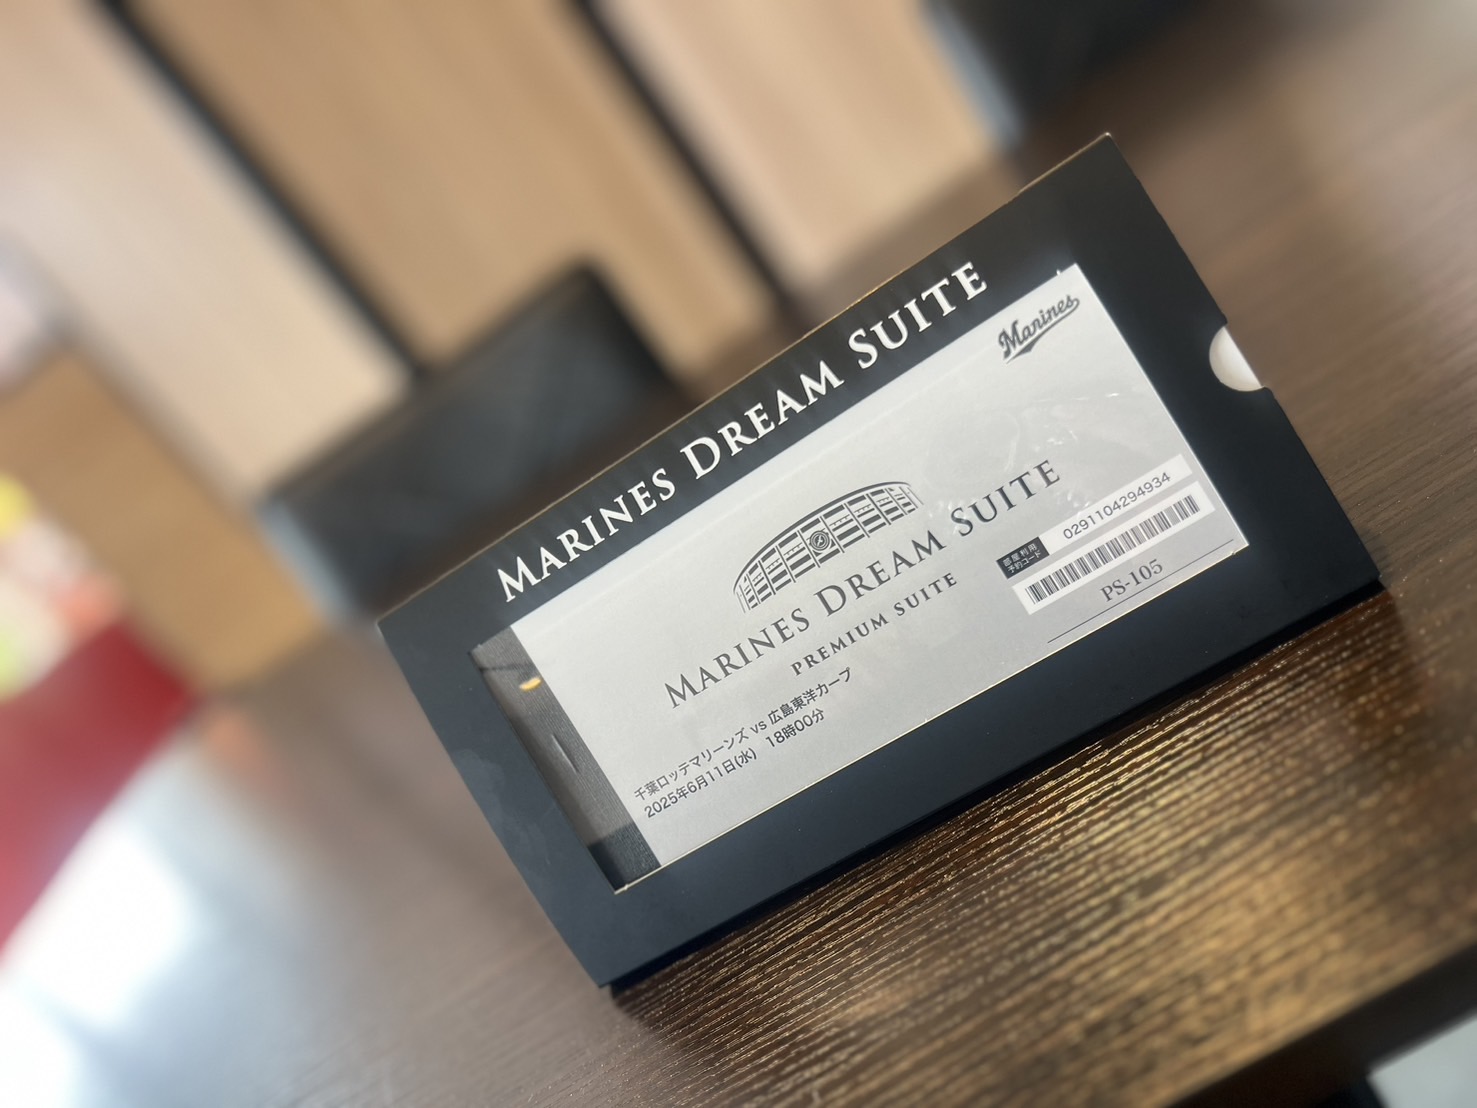 MARINES DREAM SUITE
Marines
MARINES DREAM SUITE
PREMIUM SUITE
部屋利用
予約コード
0291104294934
PS-105
千葉ロッテマリーンズ vs 広島東洋カープ
2025年6月11日(水) 18時00分